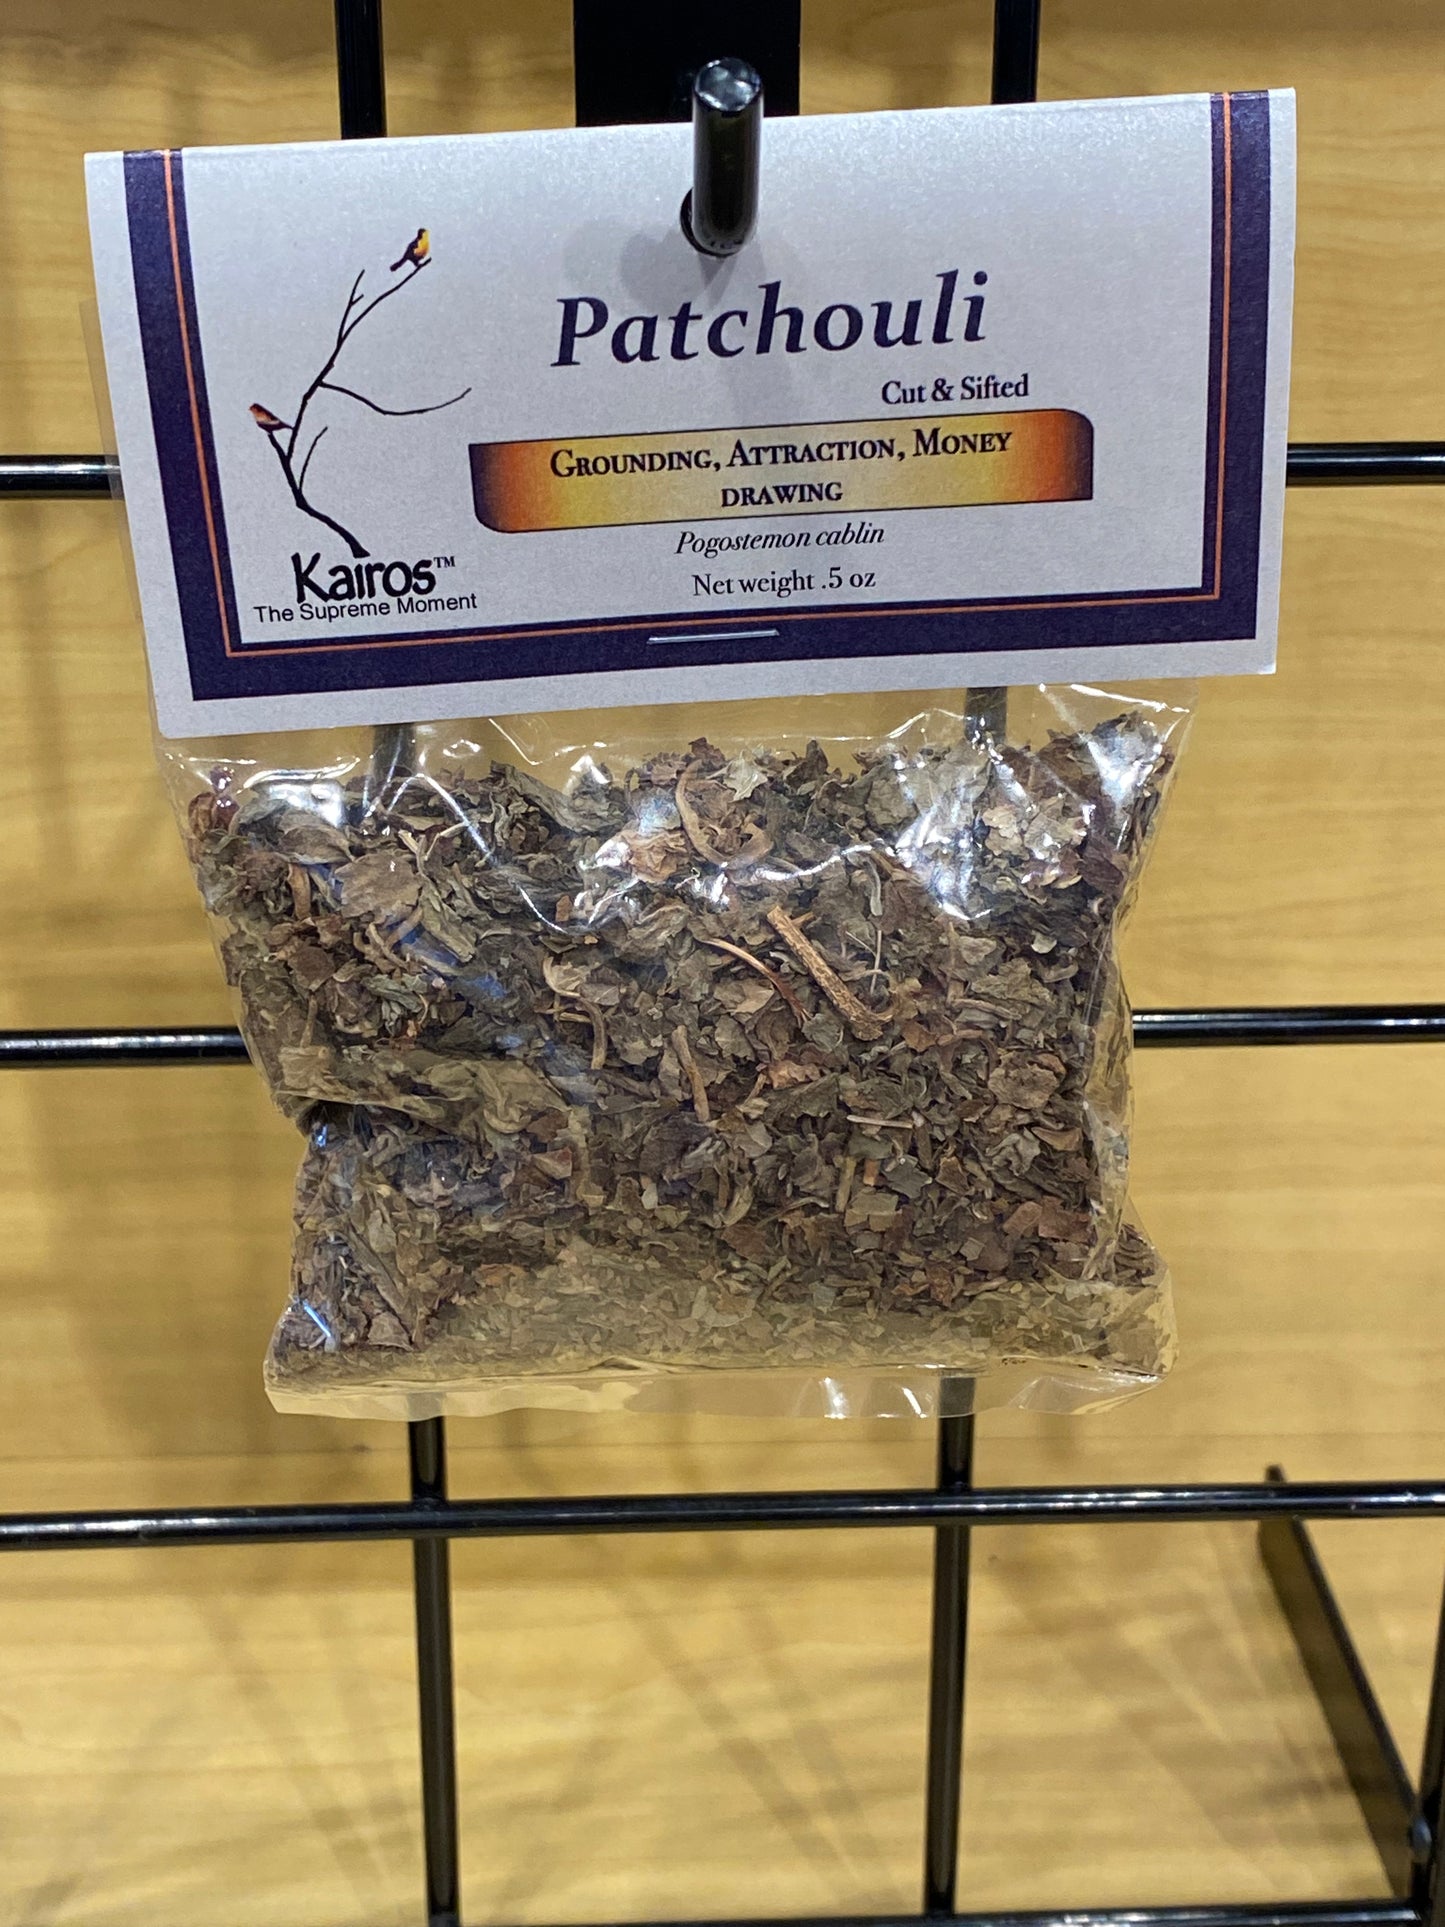 Patchouli
Cut & Sifted
GROUNDING, ATTRACTION, MONEY
DRAWING
Pogostemon cablin
Net weight .5 oz
Kairos™
The Supreme Moment